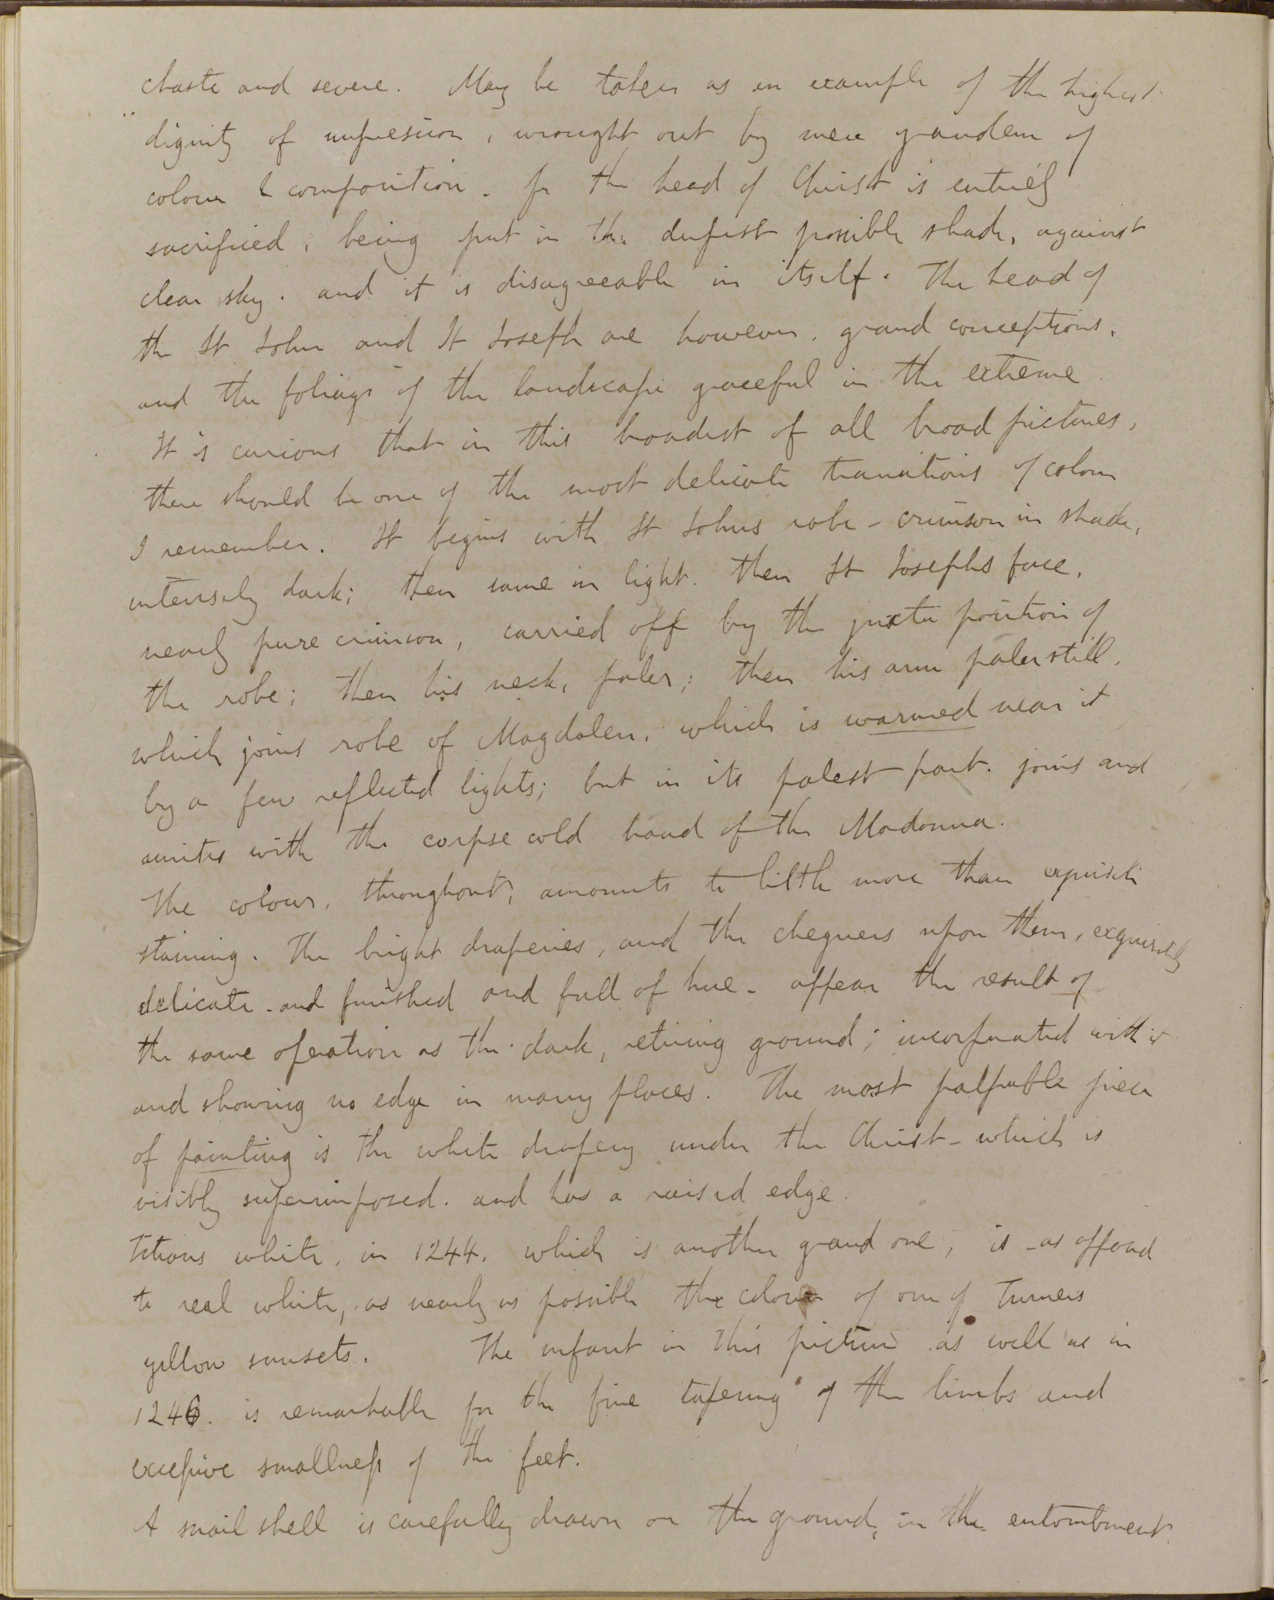 chaste and severe. May be taken as an example of the highest
dignity of impression, wrought out by mere grandeur of
colour & composition. for the head of Christ is entirely
sacrificed, being put in the deepest possible shade, against
clear sky. and it is disagreeable in itself. The head of
the St John and St Joseph are however, grand conceptions.
and the foliage of the landscape graceful in the extreme
It is curious that in this broadest of all broad pictures,
there should be one of the most delicate transitions of colour
I remember. It begins with St Johns robe - crimson in shade,
intensely dark; then same in light. then St Josephs face,
nearly pure crimson, carried off by the juxta position of
the robe; then his neck, paler; then his arm paler still.
which joins robe of Magdalen, which is warmed near it
by a few reflected lights; but in its palest part. joins and
unites with the corpse cold hand of the Madonna.
The colour, throughout, amounts to little more than exquisite
staining. The bright draperies, and the chequers upon them, exquisitely
delicate - and finished and full of hue - appear the result of
the same operation as the dark, retiring ground; incorporated with it
and showing no edge in many places. The most palpable piece
of painting is the white drapery under the Christ - which is
visibly superimposed. and has a raised edge.
Titians white, in 1244. which is another grand one, is - as opposed
to real white, as nearly as possible the colour of one of Turners
yellow sunsets. The infant in this picture as well as in
1246. is remarkable for the fine tapering of the limbs and
excessive smallness of the feet.
A snail shell is carefully drawn on the ground, in the entombment.